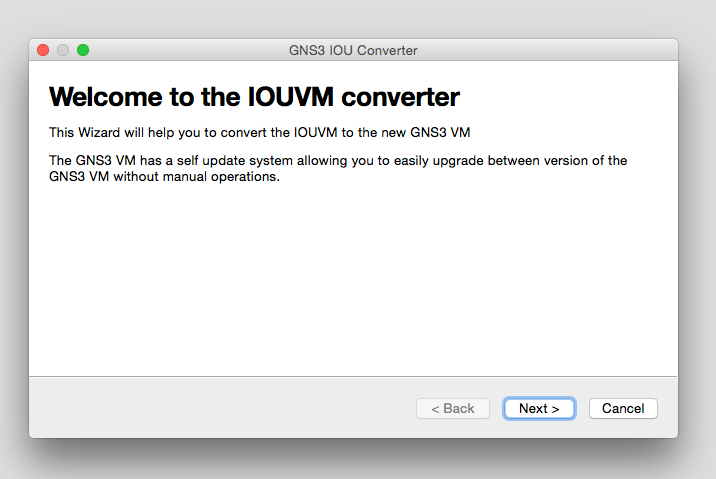 GNS3 IOU Converter
Welcome to the IOUVM converter
This Wizard will help you to convert the IOUVM to the new GNS3 VM
The GNS3 VM has a self update system allowing you to easily upgrade between version of the
GNS3 VM without manual operations.
< Back
Next >
Cancel